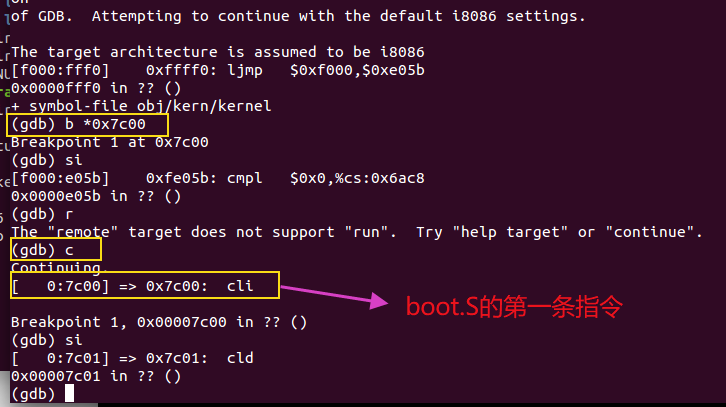 of GDB.  Attempting to continue with the default i8086 settings.
The target architecture is assumed to be i8086
[f000:fff0]    0xffff0: ljmp   $0xf000,$0xe05b
0x0000fff0 in ?? ()
+ symbol-file obj/kern/kernel
(gdb) b *0x7c00
Breakpoint 1 at 0x7c00
(gdb) si
[f000:e05b]    0xfe05b: cmpl   $0x0,%cs:0x6ac8
0x0000e05b in ?? ()
(gdb) r
The "remote" target does not support "run".  Try "help target" or "continue".
(gdb) c
Continuing.
[   0:7c00] => 0x7c00:  cli
boot.S的第一条指令
Breakpoint 1, 0x00007c00 in ?? ()
(gdb) si
[   0:7c01] => 0x7c01:  cld
0x00007c01 in ?? ()
(gdb)